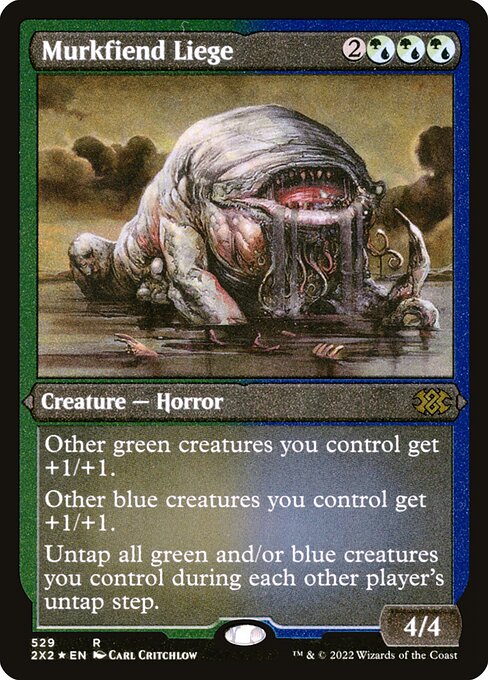 Murkfiend Liege 2
Creature — Horror
Other green creatures you control get
+1/+1.
Other blue creatures you control get
+1/+1.
Untap all green and/or blue creatures
you control during each other player's
untap step.
4/4
529 R
2X2 ★ EN Carl Critchlow
™ & © 2022 Wizards of the Coast